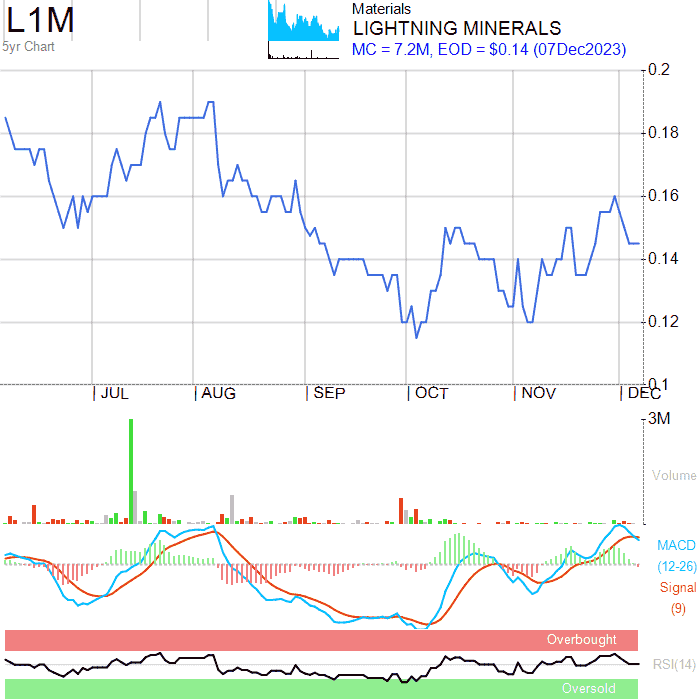 L1M
5yr Chart
Materials
LIGHTNING MINERALS
MC = 7.2M, EOD = $0.14 (07Dec2023)
0.2
0.18
0.16
0.14
0.12
0.1
JUL AUG SEP OCT NOV DEC
3M
Volume
MACD
(12-26)
Signal
(9)
Overbought
RSI(14)
Oversold